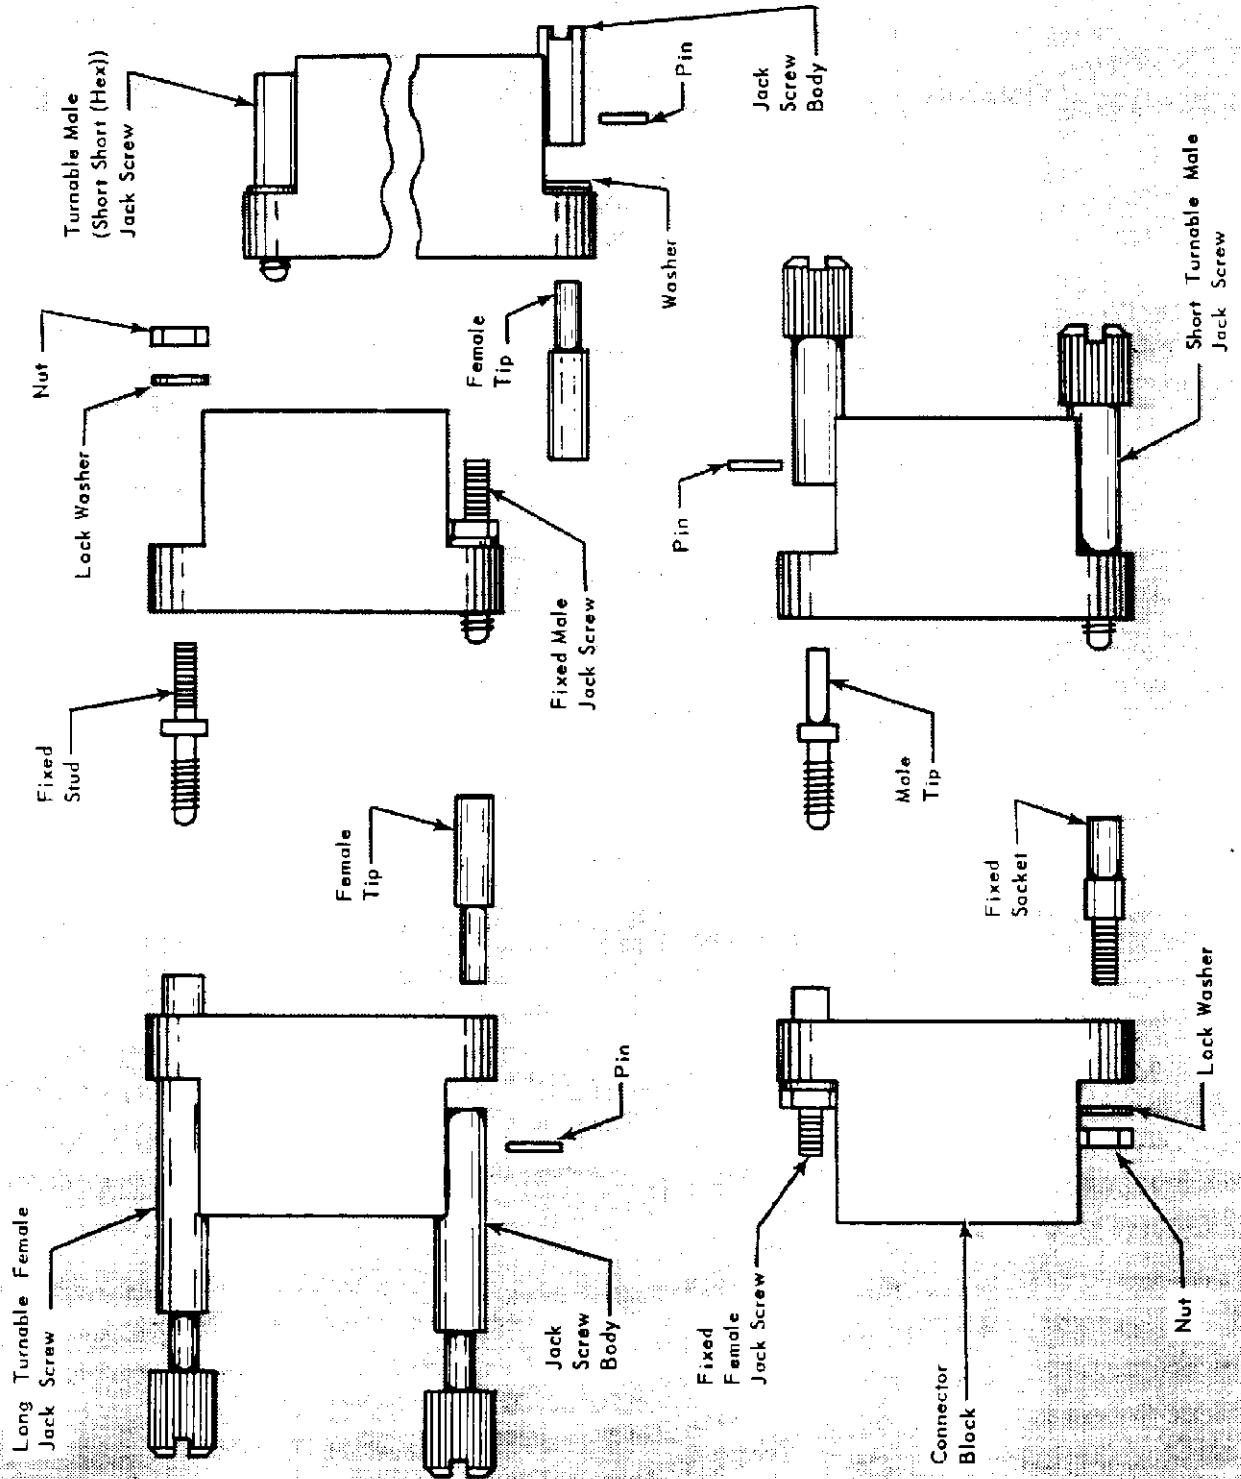 Long Turnable Female
Jack Screw
Fixed
Stud
Nut
Lock Washer
Turnable Male
(Short Short (Hex))
Jack Screw
Female
Tip
Female
Tip
Jack
Screw
Body
Pin
Fixed Male
Jack Screw
Washer
Pin
Jack
Screw
Body
Fixed
Female
Jack Screw
Pin
Male
Tip
Connector
Block
Fixed
Socket
Nut
Lock Washer
Short Turnable Male
Jack Screw